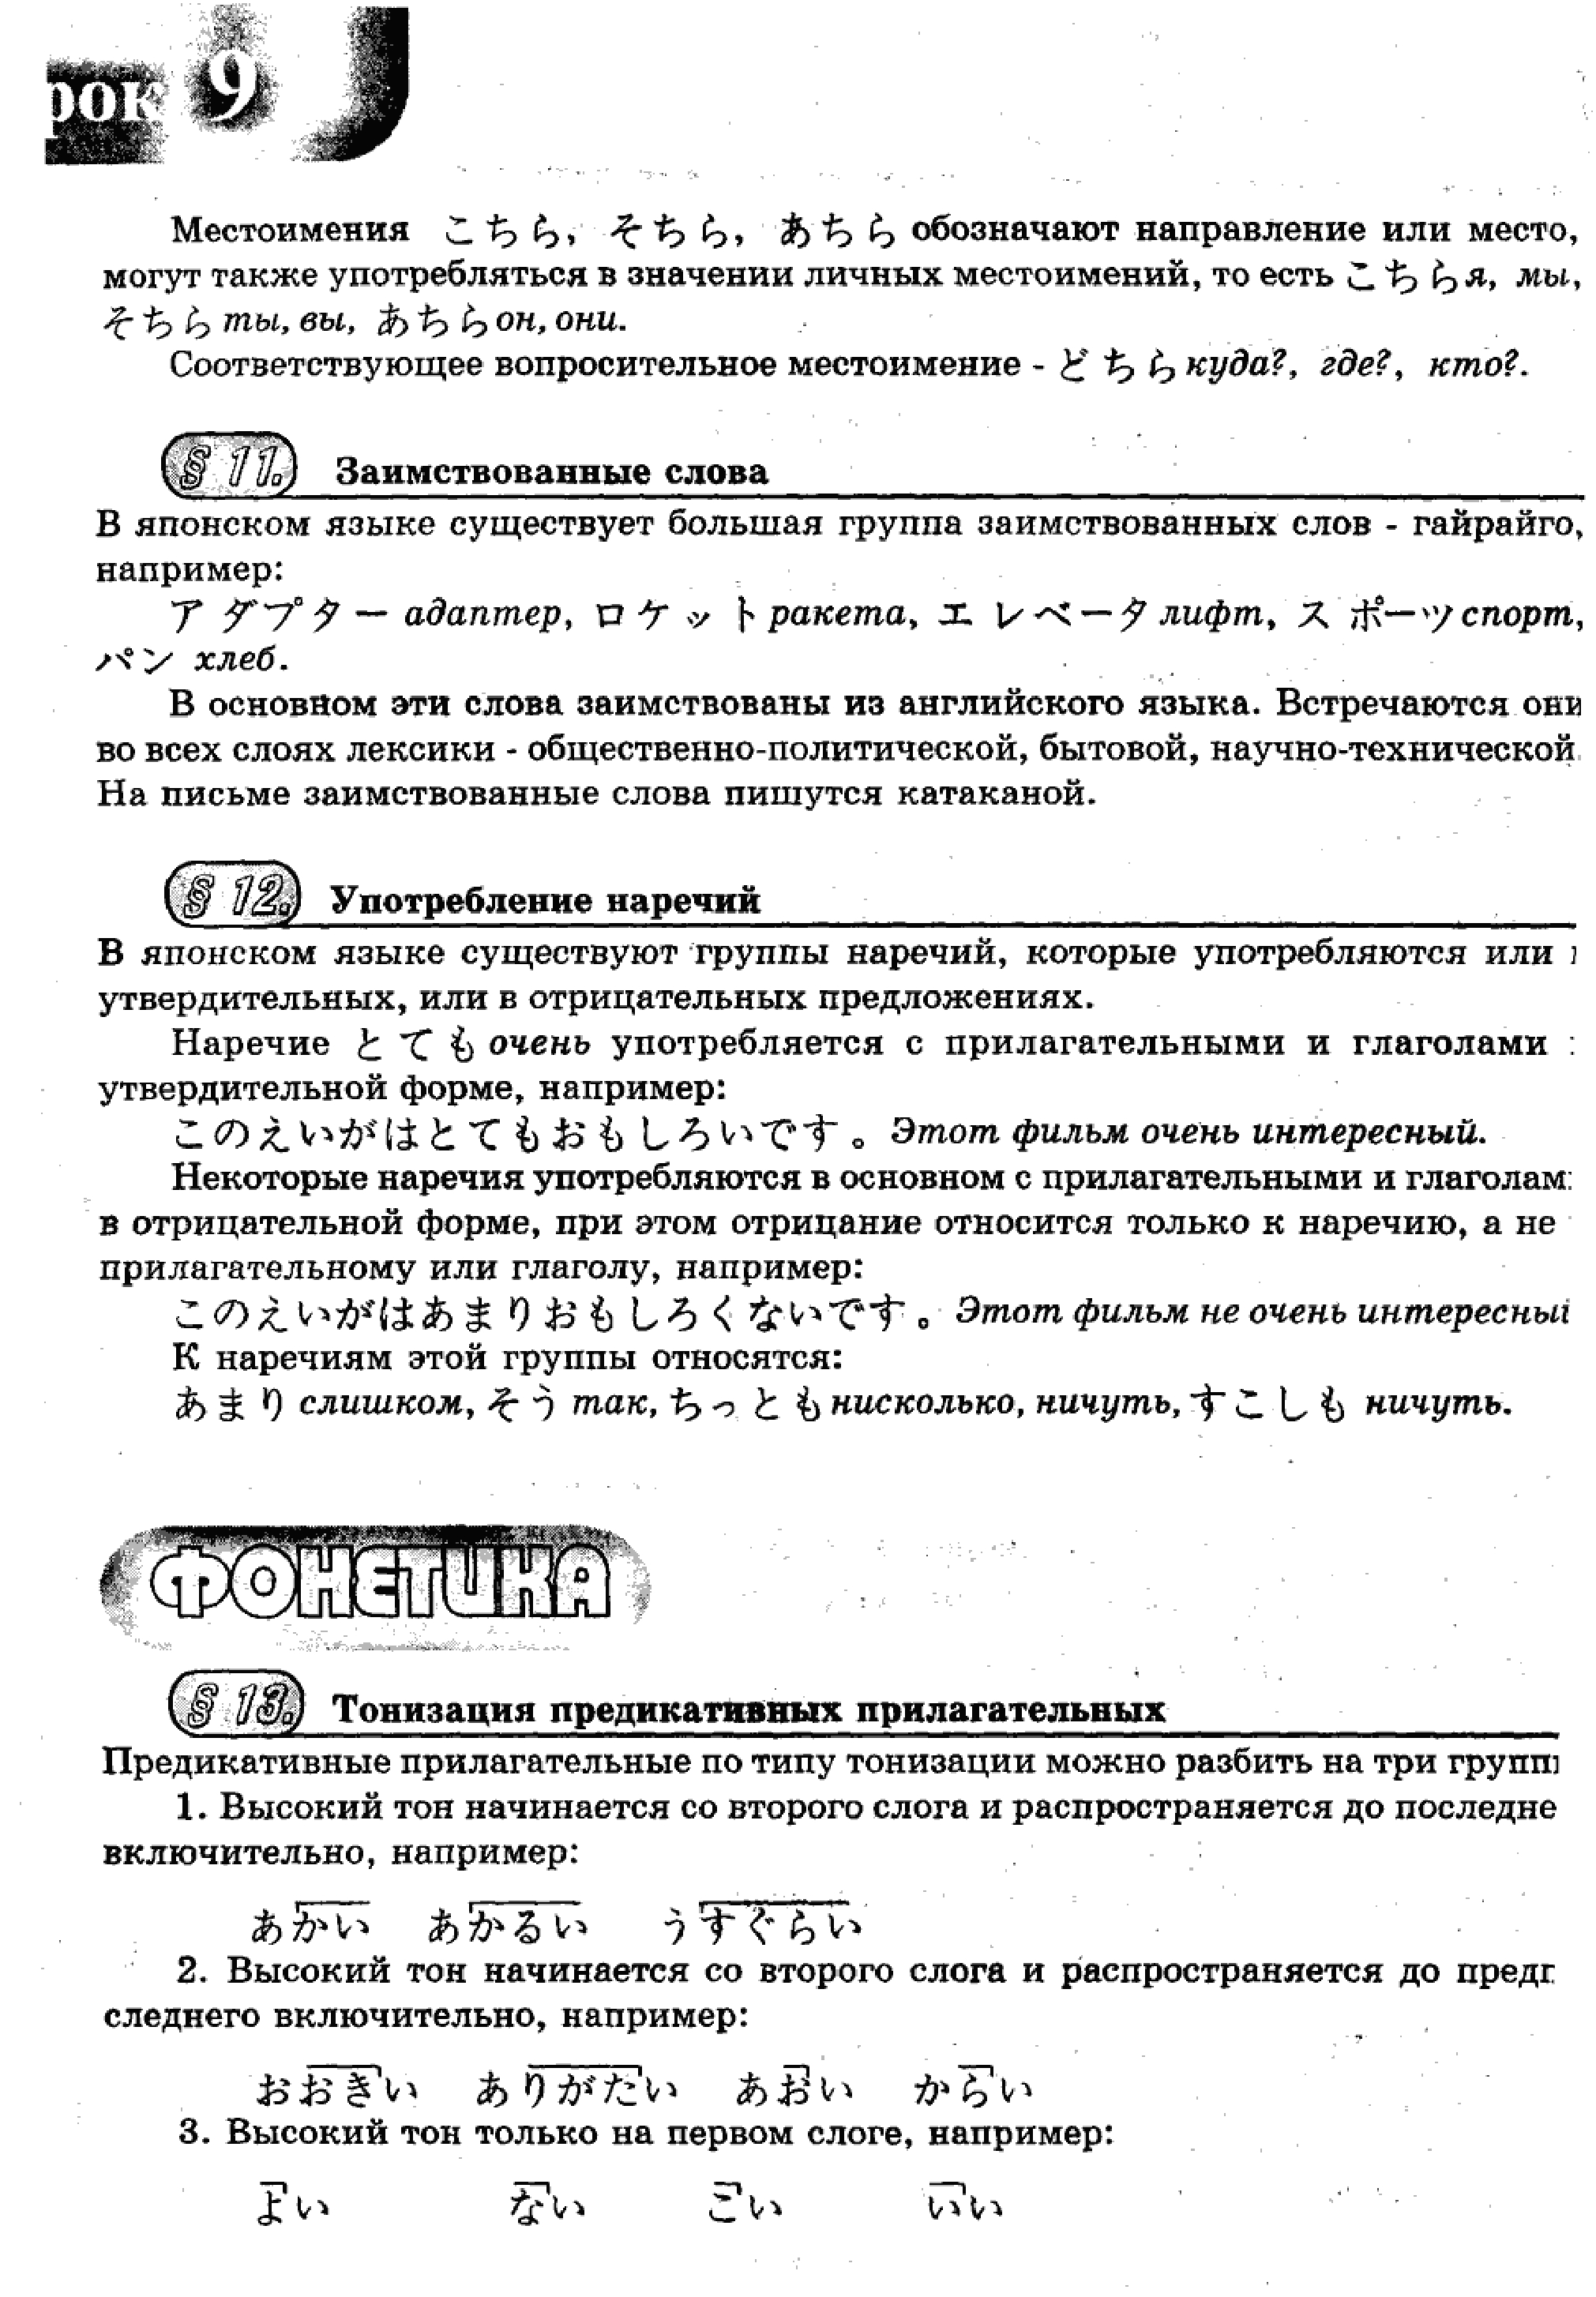 рок 9
Местоимения こちら, そちら, あちら обозначают направление или место,
могут также употребляться в значении личных местоимений, то есть こちら я, мы,
そちら ты, вы, あちら он, они.
Соответствующее вопросительное местоимение - どちら куда?, где?, кто?.
§ 11. Заимствованные слова
В японском языке существует большая группа заимствованных слов - гайрайго,
например:
アダプター адаптер, ロケット ракета, エレベータ лифт, スポーツ спорт,
パン хлеб.
В основном эти слова заимствованы из английского языка. Встречаются они
во всех слоях лексики - общественно-политической, бытовой, научно-технической
На письме заимствованные слова пишутся катаканой.
§ 12. Употребление наречий
В японском языке существуют группы наречий, которые употребляются или
утвердительных, или в отрицательных предложениях.
Наречие とても очень употребляется с прилагательными и глаголами
утвердительной форме, например:
このえいがはとてもおもしろいです。 Этот фильм очень интересный.
Некоторые наречия употребляются в основном с прилагательными и глаголам
в отрицательной форме, при этом отрицание относится только к наречию, а не
прилагательному или глаголу, например:
このえいがはあまりおもしろくないです。 Этот фильм не очень интересный
К наречиям этой группы относятся:
あまり слишком, そう так, ちっとも нисколько, ничуть, すこしも ничуть.
ФОНЕТИКА
§ 13. Тонизация предикативных прилагательных
Предикативные прилагательные по типу тонизации можно разбить на три групп
1. Высокий тон начинается со второго слога и распространяется до последне
включительно, например:
あかい あかるい うすぐらい
2. Высокий тон начинается со второго слога и распространяется до предп
следнего включительно, например:
おおきい ありがたい あおい からい
3. Высокий тон только на первом слоге, например:
よい ない こい いい